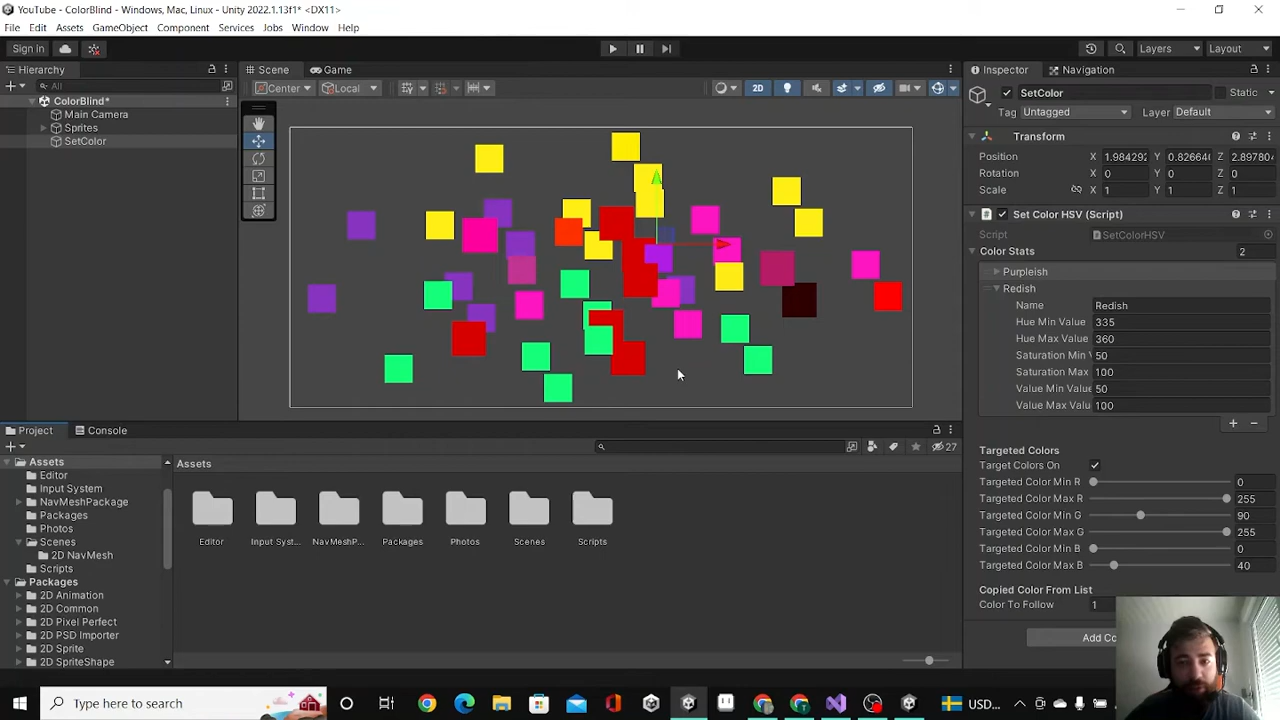 YouTube - ColorBlind - Windows, Mac, Linux - Unity 2022.1.13f1* <DX11>
File Edit Assets GameObject Component Services Jobs Window Help
Sign in Layers Layout
Hierarchy Scene Game Inspector Navigation
All Center Local 2D SetColor Static
ColorBlind* Tag Untagged Layer Default
Main Camera
Sprites Transform
SetColor Position X 1.984292 Y 0.82664 Z 2.897804
Rotation X 0 Y 0 Z 0
Scale X 1 Y 1 Z 1
Set Color HSV (Script)
Script SetColorHSV
Color Stats 2
Purpleish
Redish
Name Redish
Hue Min Value 335
Hue Max Value 360
Saturation Min V 50
Saturation Max 100
Value Min Value 50
Value Max Valu 100
Project Console
27
Assets Assets
Editor
Input System
NavMeshPackage
Packages
Photos
Scenes
2D NavMesh
Scripts
Packages
2D Animation
2D Common
2D Pixel Perfect
2D PSD Importer
2D Sprite
2D SpriteShape
Editor Input Syst... NavMeshP... Packages Photos Scenes Scripts
Targeted Colors
Target Colors On
Targeted Color Min R 0
Targeted Color Max R 255
Targeted Color Min G 90
Targeted Color Max G 255
Targeted Color Min B 0
Targeted Color Max B 40
Copied Color From List
Color To Follow 1
Add Co
Type here to search USD...